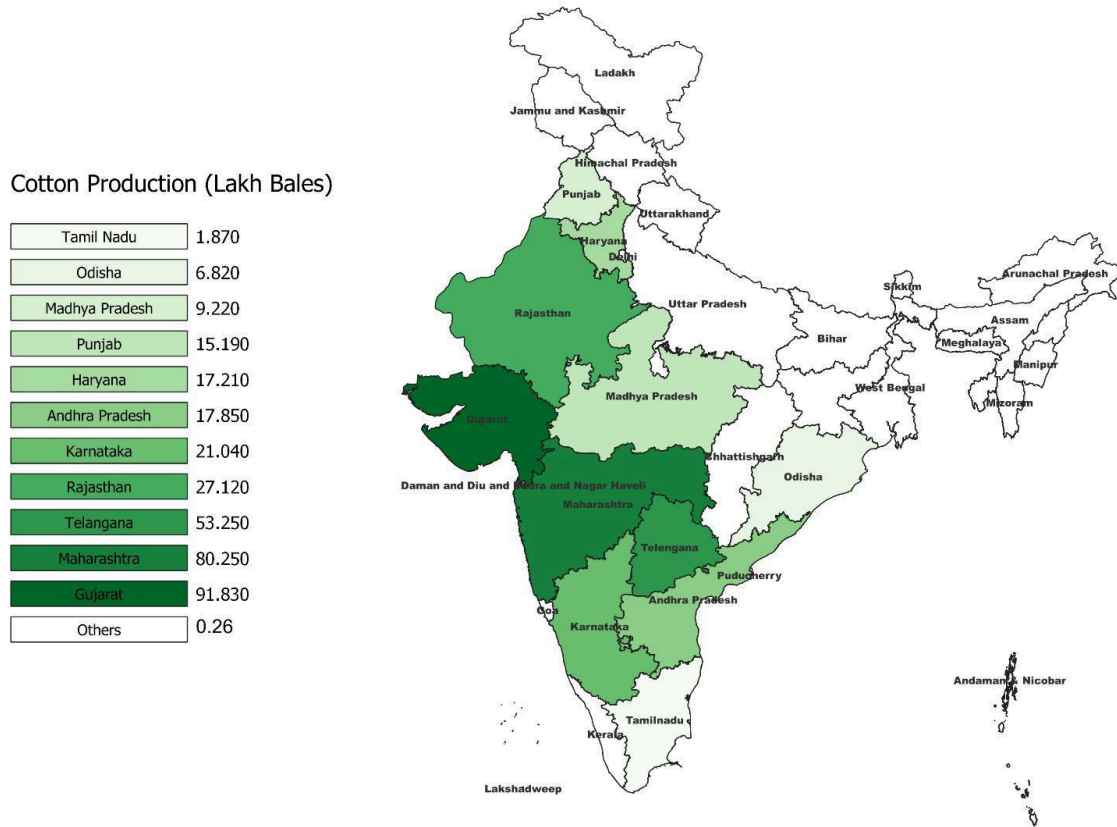 Cotton Production (Lakh Bales)
Tamil Nadu 1.870
Odisha 6.820
Madhya Pradesh 9.220
Punjab 15.190
Haryana 17.210
Andhra Pradesh 17.850
Karnataka 21.040
Rajasthan 27.120
Telangana 53.250
Maharashtra 80.250
Gujarat 91.830
Others 0.26
Ladakh
Jammu and Kashmir
Himachal Pradesh
Punjab
Uttarakhand
Haryana
Delhi
Arunachal Pradesh
Sikkim
Uttar Pradesh
Rajasthan
Assam
Bihar
Meghalaya
Manipur
West Bengal
Madhya Pradesh
Mizoram
Gujarat
Chhattishgarh
Odisha
Daman and Diu and Dadra and Nagar Haveli
Maharashtra
Telengana
Puducherry
Andhra Pradesh
Goa
Karnataka
Andaman & Nicobar
Tamilnadu
Kerala
Lakshadweep